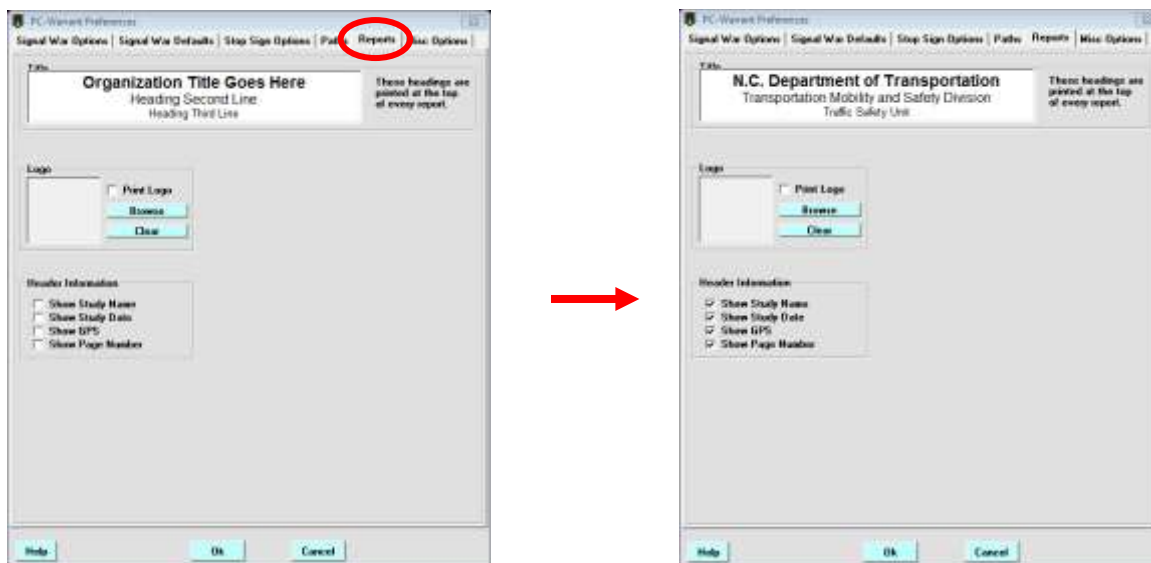 PC-Warrant Preferences
Signal War Options | Signal War Defaults | Stop Sign Options | Paths | Reports | Misc Options
Title
Organization Title Goes Here
Heading Second Line
Heading Third Line
These headings are
printed at the top
of every report.
Logo
Print Logo
Browse
Clear
Header Information
Show Study Name
Show Study Date
Show GPS
Show Page Number
Help
Ok
Cancel
PC-Warrant Preferences
Signal War Options | Signal War Defaults | Stop Sign Options | Paths | Reports | Misc Options
Title
N.C. Department of Transportation
Transportation Mobility and Safety Division
Traffic Safety Unit
These headings are
printed at the top
of every report.
Logo
Print Logo
Browse
Clear
Header Information
Show Study Name
Show Study Date
Show GPS
Show Page Number
Help
Ok
Cancel